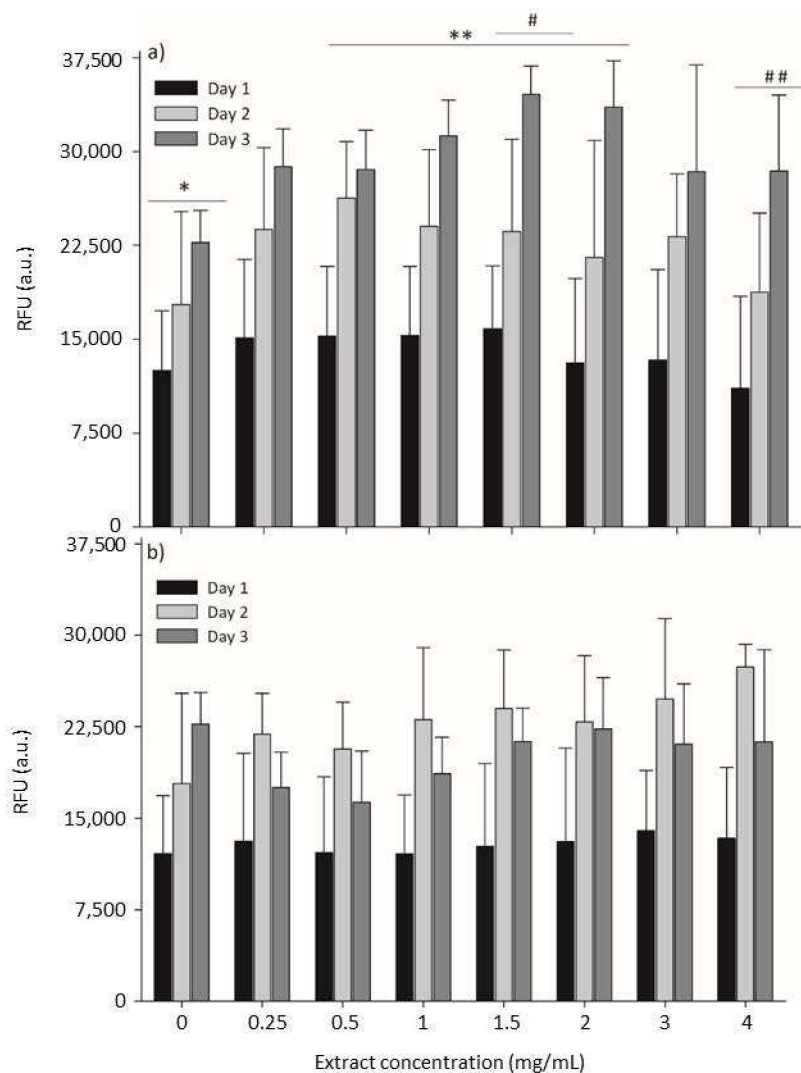 a)
#
**
##
*
37,500
30,000
22,500
15,000
7,500
0
RFU (a.u.)
Day 1
Day 2
Day 3
b)
37,500
30,000
22,500
15,000
7,500
0
RFU (a.u.)
Day 1
Day 2
Day 3
0 0.25 0.5 1 1.5 2 3 4
Extract concentration (mg/mL)